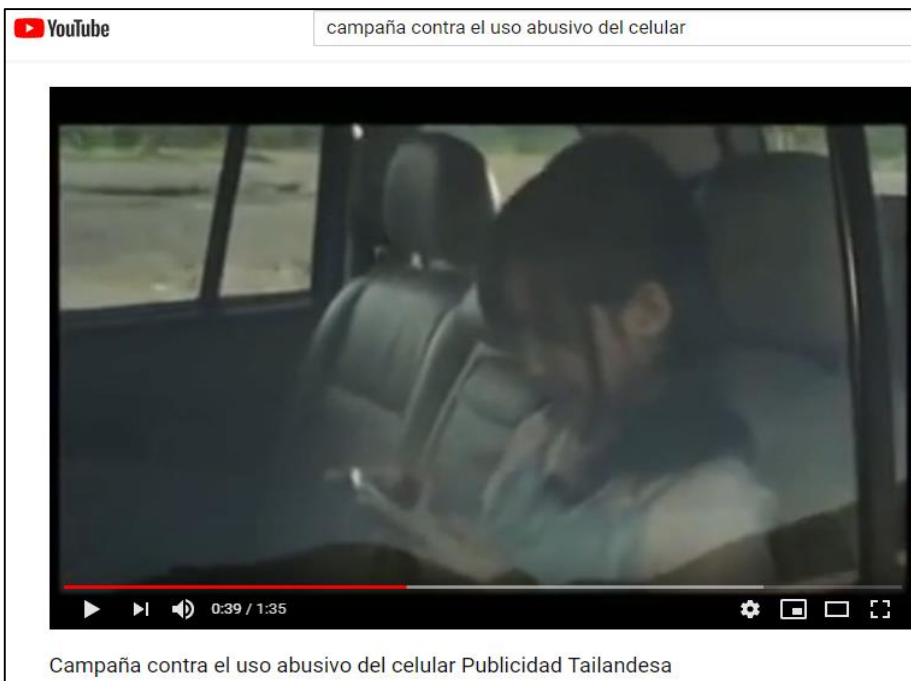 YouTube
campaña contra el uso abusivo del celular
0:39 / 1:35
Campaña contra el uso abusivo del celular Publicidad Tailandesa